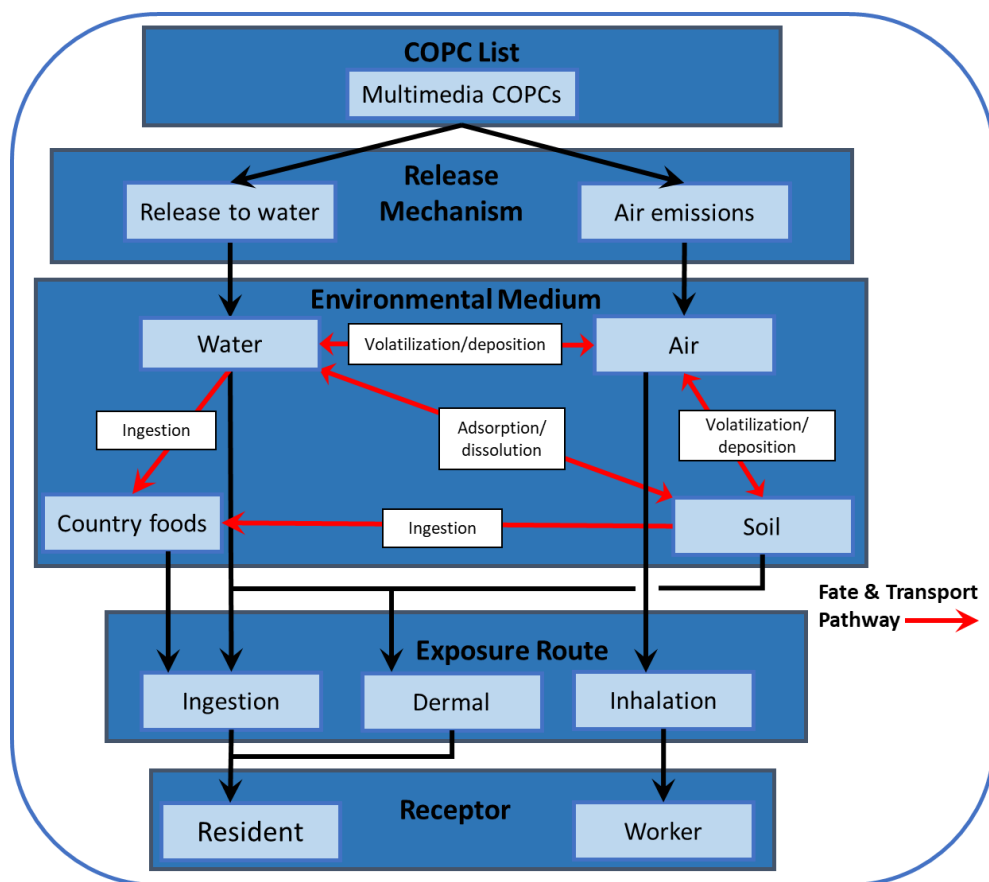 COPC List
Multimedia COPCs
Release
Mechanism
Release to water
Air emissions
Environmental Medium
Water
Volatilization/deposition
Air
Ingestion
Adsorption/
dissolution
Volatilization/
deposition
Country foods
Ingestion
Soil
Fate & Transport
Pathway
Exposure Route
Ingestion
Dermal
Inhalation
Receptor
Resident
Worker